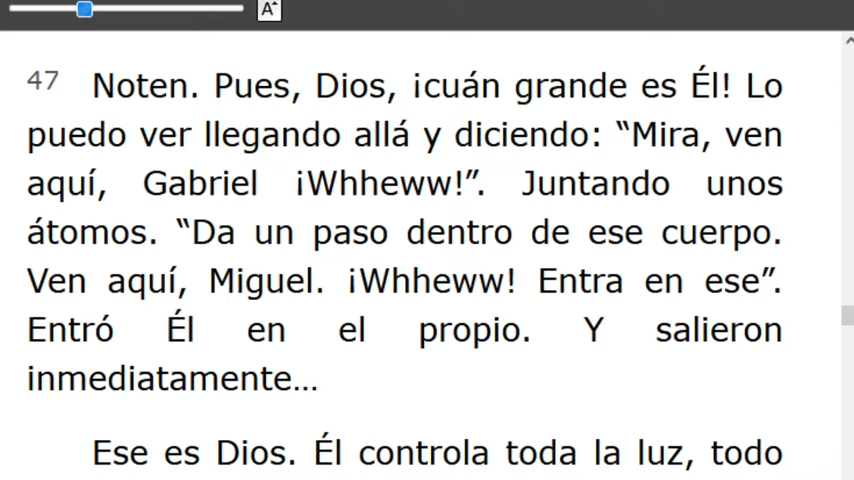 A
47 Noten. Pues, Dios, ¡cuán grande es Él! Lo
puedo ver llegando allá y diciendo: “Mira, ven
aquí, Gabriel ¡Whheww!”. Juntando unos
átomos. “Da un paso dentro de ese cuerpo.
Ven aquí, Miguel. ¡Whheww! Entra en ese”.
Entró Él en el propio. Y salieron
inmediatamente…
Ese es Dios. Él controla toda la luz, todo